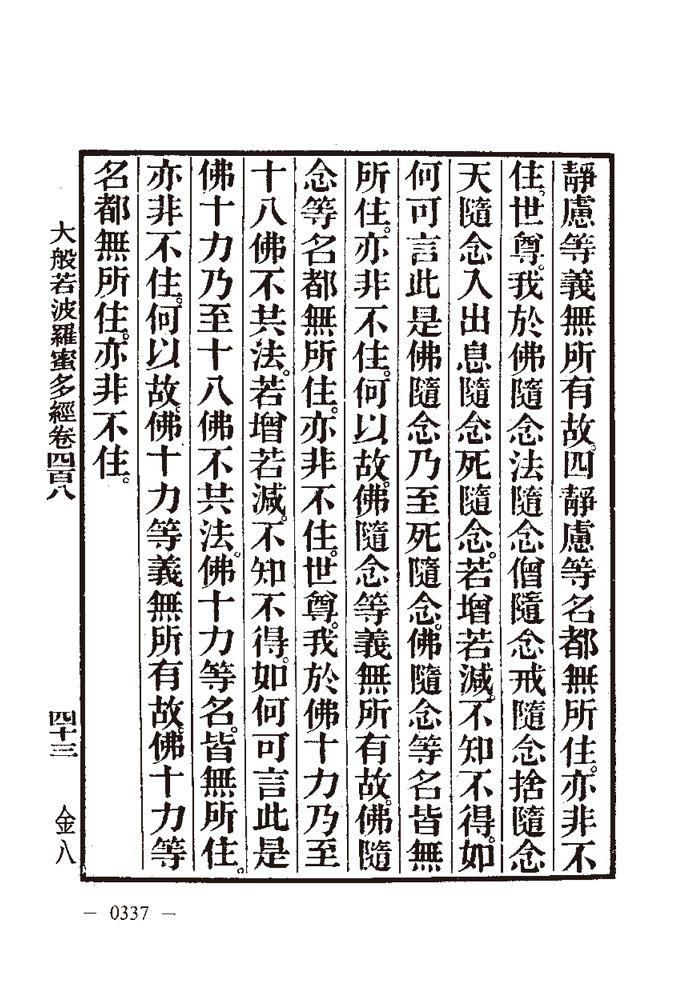 靜慮等義無所有故。四靜慮等名都無所住。亦非不
住。世尊。我於佛隨念法隨念僧隨念戒隨念捨隨念
天隨念入出息隨念死隨念。若增若減。不知不得。如
何可言此是佛隨念乃至死隨念。佛隨念等名皆無
所住。亦非不住。何以故。佛隨念等義無所有故。佛隨
念等名都無所住。亦非不住。世尊。我於佛十力乃至
十八佛不共法。若增若減。不知不得。如何可言此是
佛十力乃至十八佛不共法。佛十力等名。皆無所住。
亦非不住。何以故。佛十力等義無所有故。佛十力等
名都無所住。亦非不住。
大般若波羅蜜多經卷四百八 四十三 金八
— 0337 —